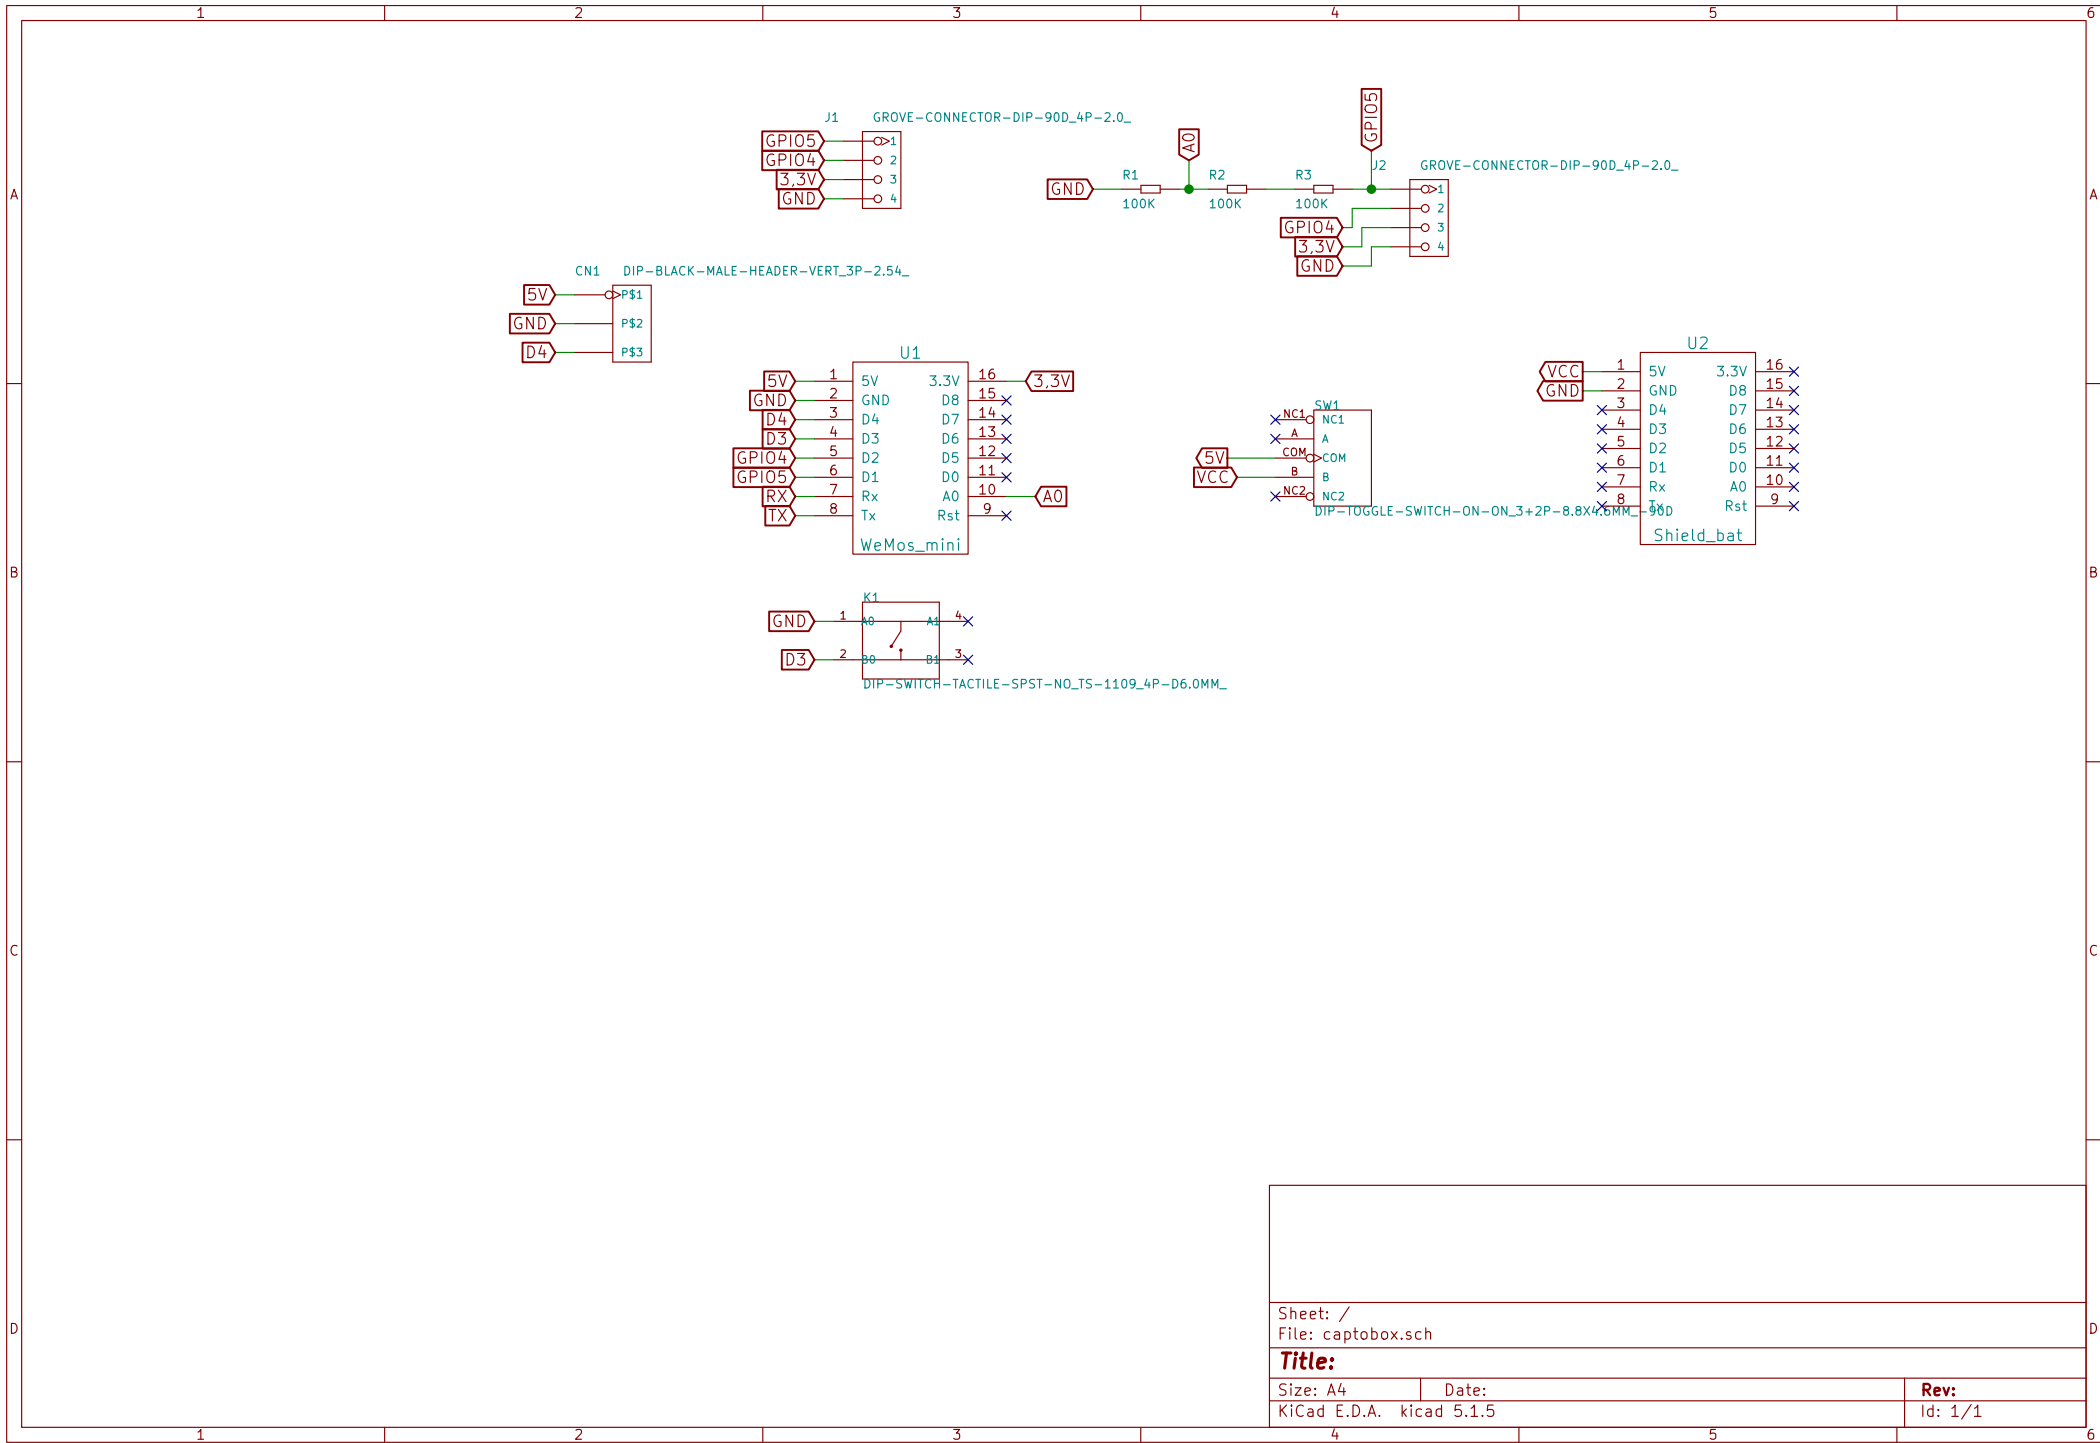 1 2 3 4 5 6
A
B
C
D
J1 GROVE-CONNECTOR-DIP-90D_4P-2.0_
GPIO5 1
GPIO4 2
3,3V 3
GND 4
GPIO5
A0
J2 GROVE-CONNECTOR-DIP-90D_4P-2.0_
R1 R2 R3
GND
100K 100K 100K
1
GPIO4 2
3,3V 3
GND 4
CN1 DIP-BLACK-MALE-HEADER-VERT_3P-2.54_
5V P$1
GND P$2
D4 P$3
U1
5V 1 5V 3.3V 16 3,3V
GND 2 GND D8 15
D4 3 D4 D7 14
D3 4 D3 D6 13
GPIO4 5 D2 D5 12
GPIO5 6 D1 D0 11
RX 7 Rx A0 10 A0
TX 8 Tx Rst 9
WeMos_mini
SW1
NC1 NC1
A A
5V COM COM
VCC B B
NC2 NC2
DIP-TOGGLE-SWITCH-ON-ON_3+2P-8.8X4.6MM_-90D
U2
VCC 1 5V 3.3V 16
GND 2 GND D8 15
3 D4 D7 14
4 D3 D6 13
5 D2 D5 12
6 D1 D0 11
7 Rx A0 10
8 Tx Rst 9
Shield_bat
K1
GND 1 A0 A1 4
D3 2 B0 B1 3
DIP-SWITCH-TACTILE-SPST-NO_TS-1109_4P-D6.0MM_
Sheet: /
File: captobox.sch
Title:
Size: A4 Date: Rev:
KiCad E.D.A. kicad 5.1.5 Id: 1/1
A
B
C
D
1 2 3 4 5 6